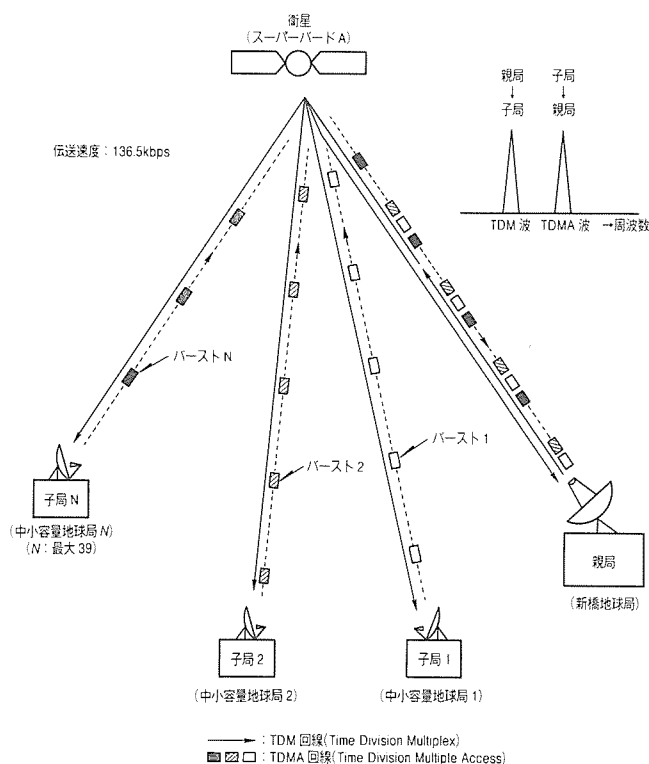 衛星
(スーパーバード A)
親局 子局
↓ ↓
子局 親局
伝送速度:136.5kbps
TDM 波 TDMA 波 →周波数
バースト N
バースト 1
バースト 2
子局 N
(中小容量地球局 N)
(N:最大 39)
親局
(新橋地球局)
子局 2
子局 1
(中小容量地球局 2)
(中小容量地球局 1)
:TDM 回線(Time Division Multiplex)
:TDMA 回線(Time Division Multiple Access)